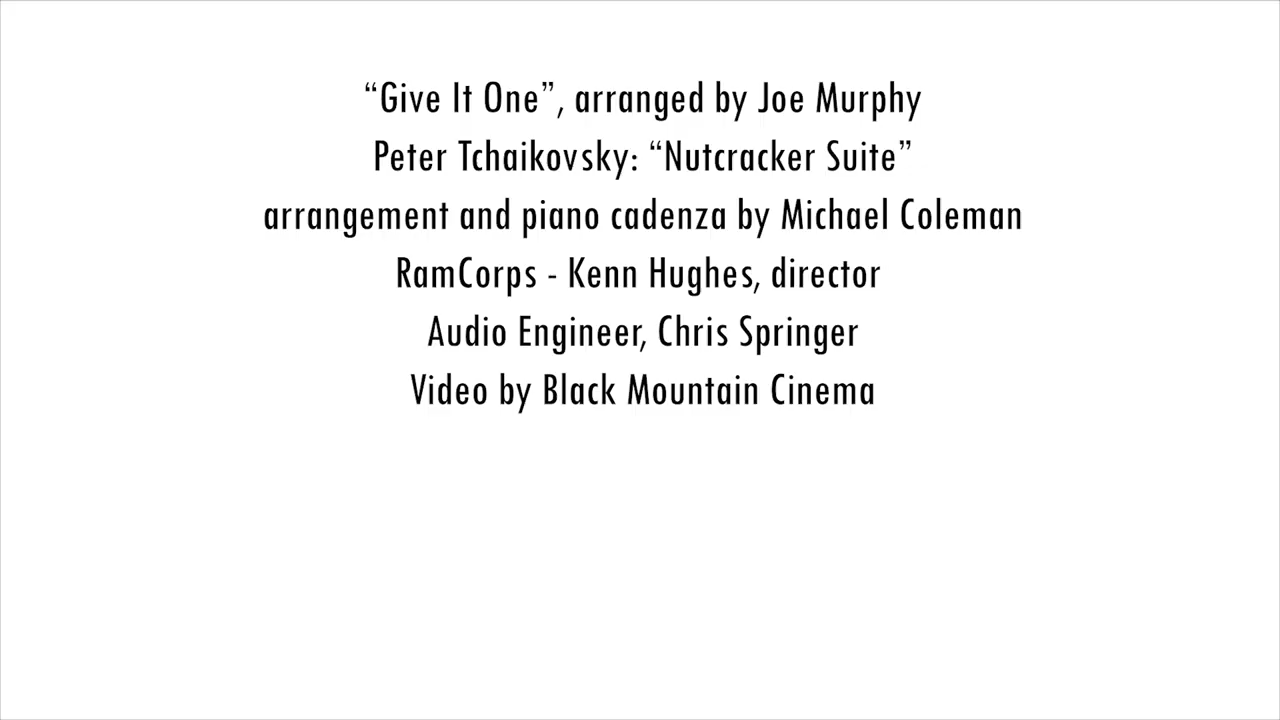 “Give It One”, arranged by Joe Murphy
Peter Tchaikovsky: “Nutcracker Suite”
arrangement and piano cadenza by Michael Coleman
RamCorps - Kenn Hughes, director
Audio Engineer, Chris Springer
Video by Black Mountain Cinema